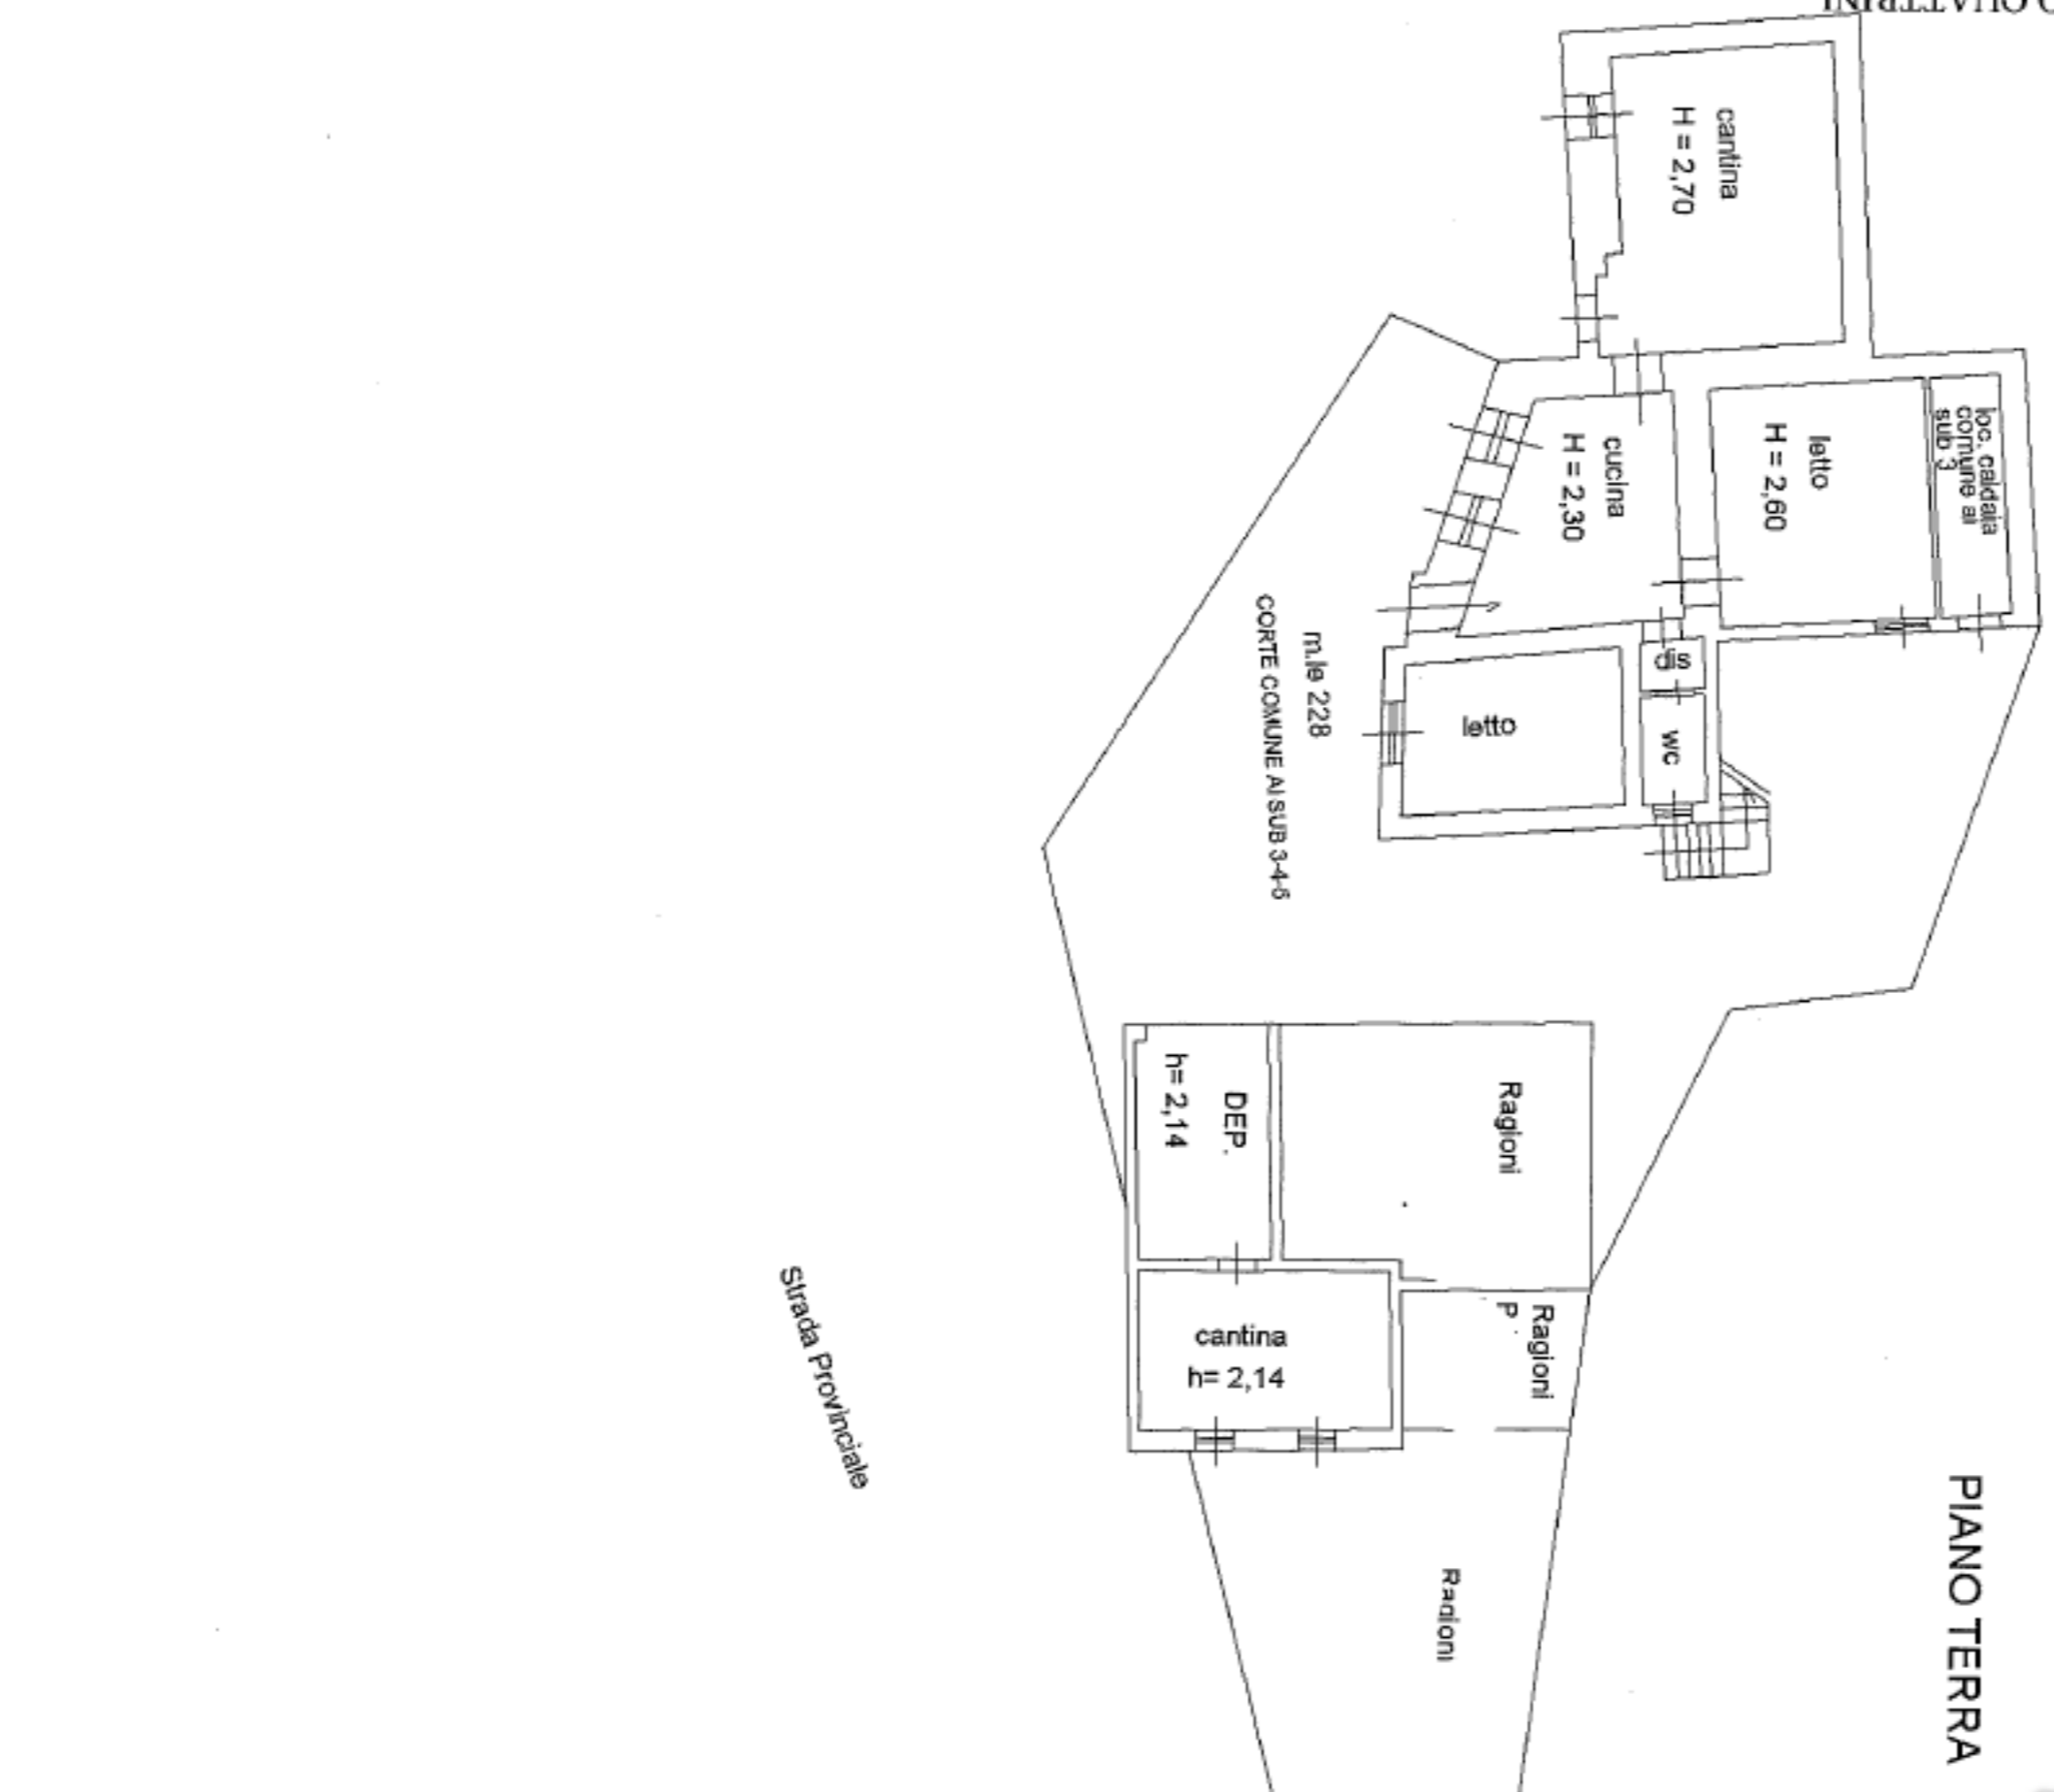 QUATTRINI
cantina
H = 2,70
loc. caldaia
comune ai
sub 3
letto
H = 2,60
cucina
H = 2,30
dis
wc
letto
m.le 228
CORTE COMUNE AI SUB 3-4-5
Ragioni
DEP.
h= 2,14
Ragioni
P
cantina
h= 2,14
Strada Provinciale
Ragioni
PIANO TERRA